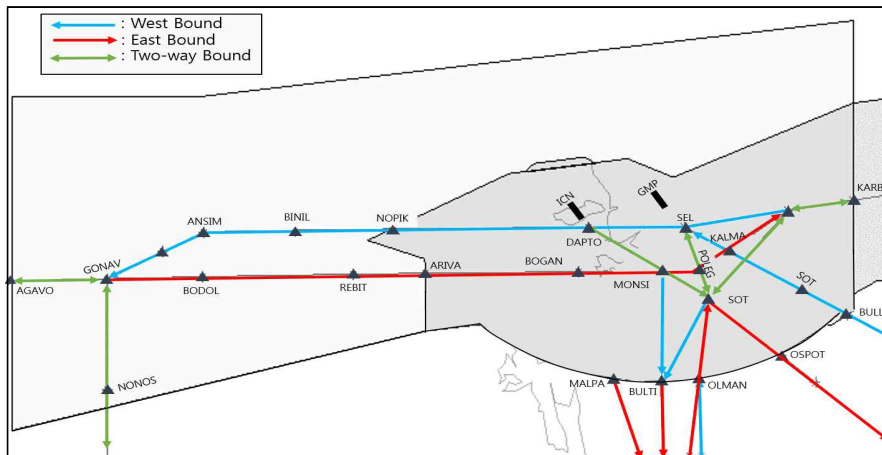 : West Bound
: East Bound
: Two-way Bound
ICN
GMP
KARB
ANSIM
BINIL
NOPIK
SEL
DAPTO
KALMA
GONAV
ARIVA
BOGAN
POLEG
AGAVO
BODOL
REBIT
MONSI
SOT
SOT
BULL
OSPOT
NONOS
MALPA
BULTI
OLMAN